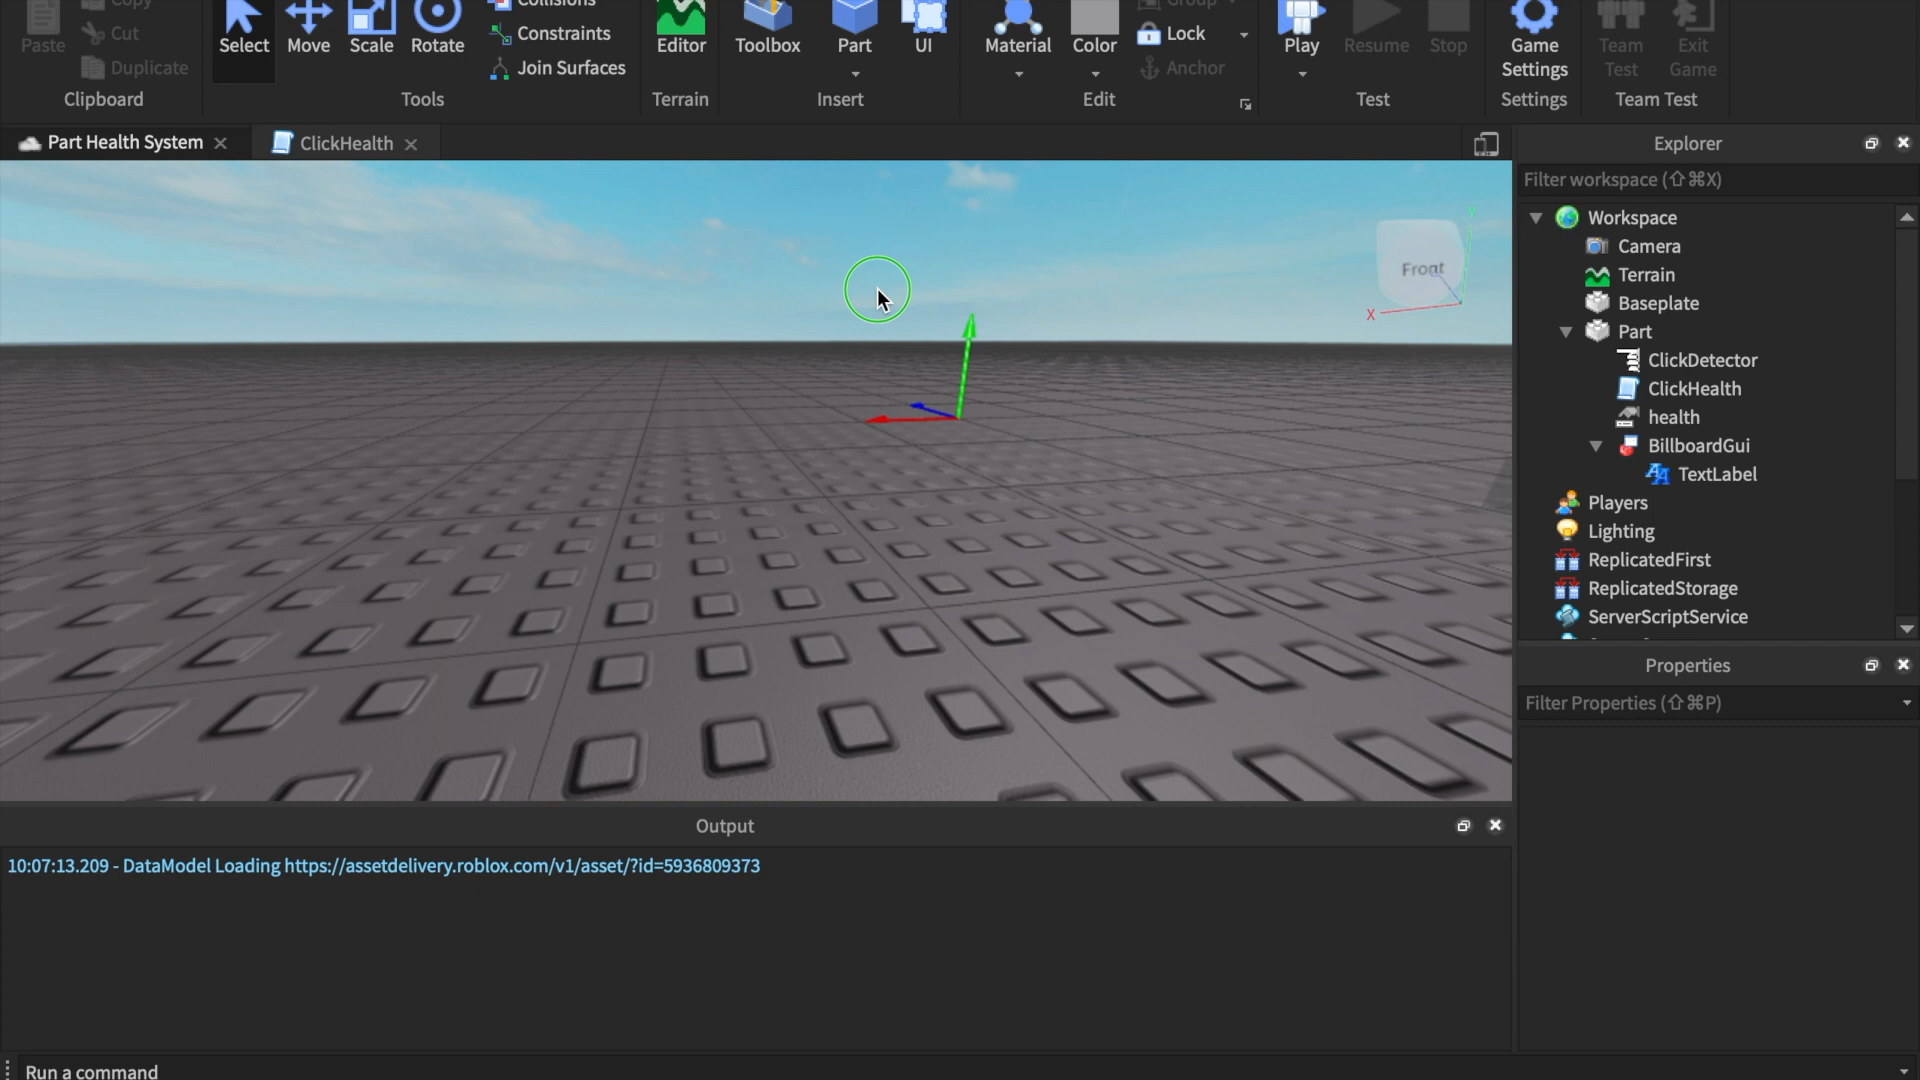 Copy
Paste
Cut
Duplicate
Clipboard
Select
Move
Scale
Rotate
Collisions
Constraints
Join Surfaces
Tools
Editor
Terrain
Toolbox
Part
UI
Insert
Material
Color
Group
Lock
Anchor
Edit
Play
Resume
Stop
Test
Game
Settings
Settings
Team
Test
Exit
Game
Team Test
Part Health System
ClickHealth
Explorer
Filter workspace (⇧⌘X)
Workspace
Camera
Terrain
Baseplate
Part
ClickDetector
ClickHealth
health
BillboardGui
TextLabel
Players
Lighting
ReplicatedFirst
ReplicatedStorage
ServerScriptService
Front
X
Y
Properties
Filter Properties (⇧⌘P)
Output
10:07:13.209 - DataModel Loading https://assetdelivery.roblox.com/v1/asset/?id=5936809373
Run a command